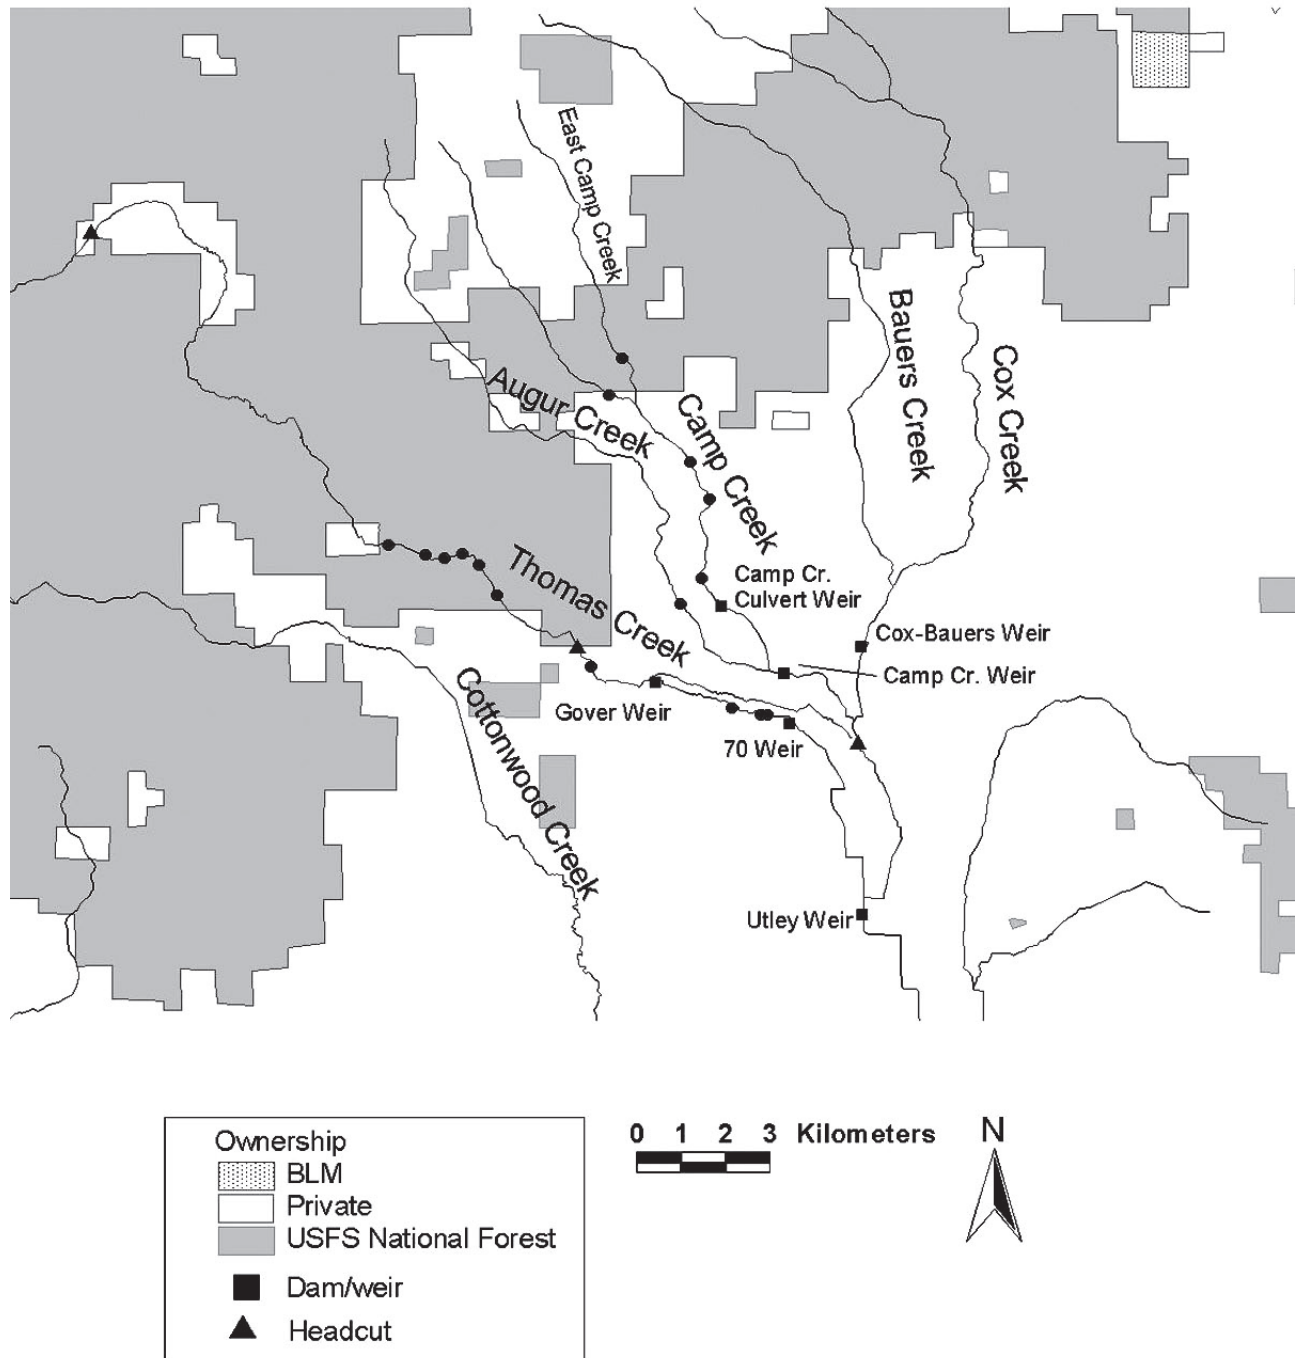 East Camp Creek
Bauers Creek
Cox Creek
Augur Creek
Camp Creek
Thomas Creek
Camp Cr.
Culvert Weir
Cox-Bauers Weir
Camp Cr. Weir
Gover Weir
70 Weir
Cottonwood Creek
Utley Weir
Ownership
BLM
Private
USFS National Forest
Dam/weir
Headcut
0 1 2 3 Kilometers
N